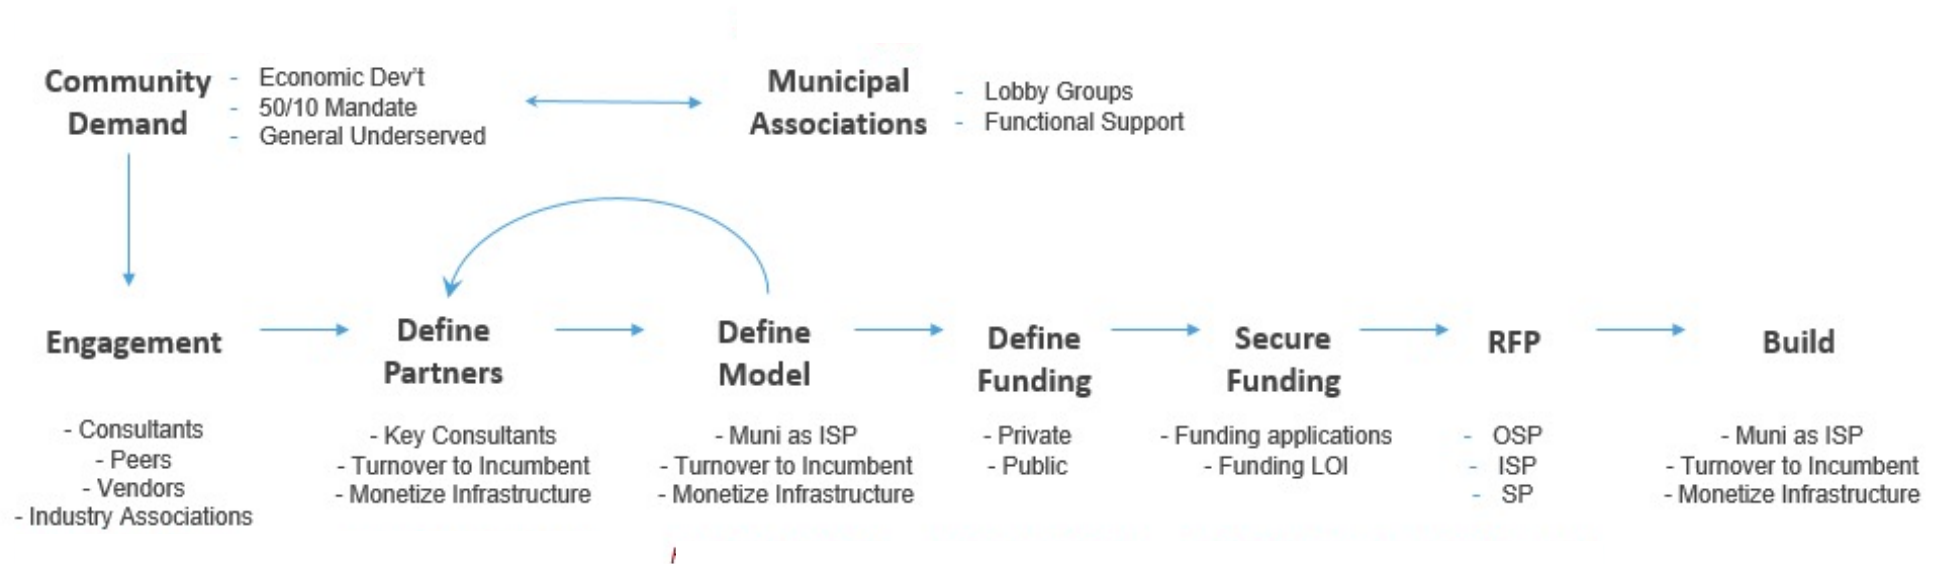 Community
Demand
- Economic Dev't
- 50/10 Mandate
- General Underserved
Municipal
Associations
- Lobby Groups
- Functional Support
Engagement
- Consultants
- Peers
- Vendors
- Industry Associations
Define
Partners
- Key Consultants
- Turnover to Incumbent
- Monetize Infrastructure
Define
Model
- Muni as ISP
- Turnover to Incumbent
- Monetize Infrastructure
Define
Funding
- Private
- Public
Secure
Funding
- Funding applications
- Funding LOI
RFP
- OSP
- ISP
- SP
Build
- Muni as ISP
- Turnover to Incumbent
- Monetize Infrastructure